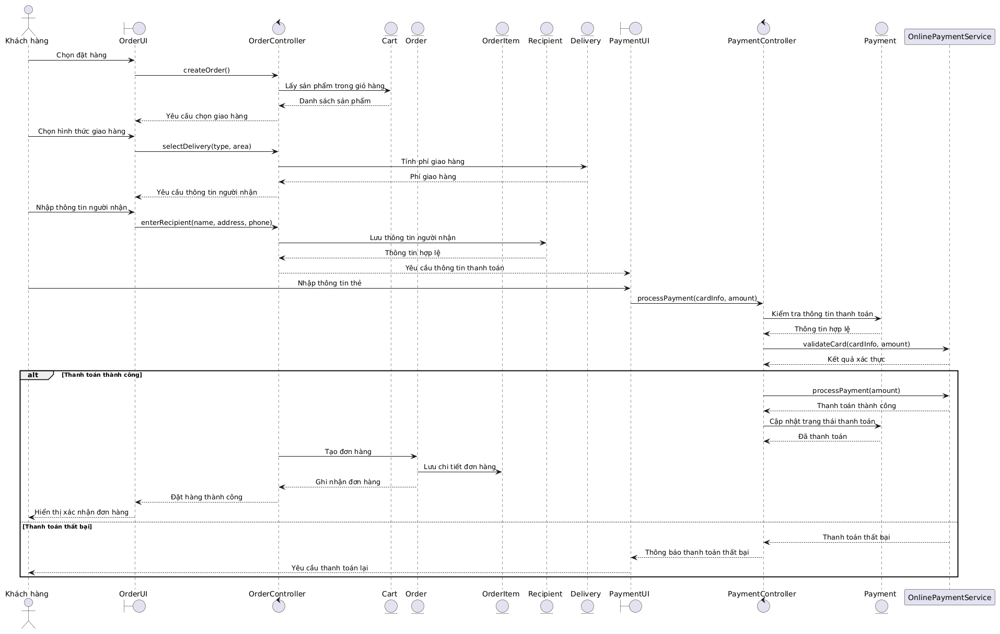 Khách hàng
OrderUI
OrderController
Cart
Order
OrderItem
Recipient
Delivery
PaymentUI
PaymentController
Payment
OnlinePaymentService
Chọn đặt hàng
createOrder()
Lấy sản phẩm trong giỏ hàng
Danh sách sản phẩm
Yêu cầu chọn giao hàng
Chọn hình thức giao hàng
selectDelivery(type, area)
Tính phí giao hàng
Phí giao hàng
Yêu cầu thông tin người nhận
Nhập thông tin người nhận
enterRecipient(name, address, phone)
Lưu thông tin người nhận
Thông tin hợp lệ
Yêu cầu thông tin thanh toán
Nhập thông tin thẻ
processPayment(cardInfo, amount)
Kiểm tra thông tin thanh toán
Thông tin hợp lệ
validateCard(cardInfo, amount)
Kết quả xác thực
alt [Thanh toán thành công]
processPayment(amount)
Thanh toán thành công
Cập nhật trạng thái thanh toán
Đã thanh toán
Tạo đơn hàng
Lưu chi tiết đơn hàng
Ghi nhận đơn hàng
Đặt hàng thành công
Hiển thị xác nhận đơn hàng
[Thanh toán thất bại]
Thanh toán thất bại
Thông báo thanh toán thất bại
Yêu cầu thanh toán lại
Khách hàng
OrderUI
OrderController
Cart
Order
OrderItem
Recipient
Delivery
PaymentUI
PaymentController
Payment
OnlinePaymentService